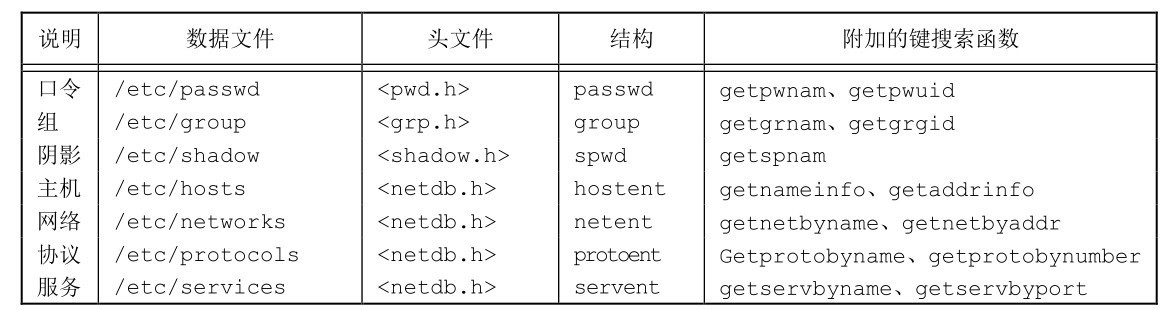 说明 数据文件 头文件 结构 附加的键搜索函数
口令 /etc/passwd <pwd.h> passwd getpwnam、getpwuid
组 /etc/group <grp.h> group getgrnam、getgrgid
阴影 /etc/shadow <shadow.h> spwd getspnam
主机 /etc/hosts <netdb.h> hostent getnameinfo、getaddrinfo
网络 /etc/networks <netdb.h> netent getnetbyname、getnetbyaddr
协议 /etc/protocols <netdb.h> protoent Getprotobyname、getprotobynumber
服务 /etc/services <netdb.h> servent getservbyname、getservbyport